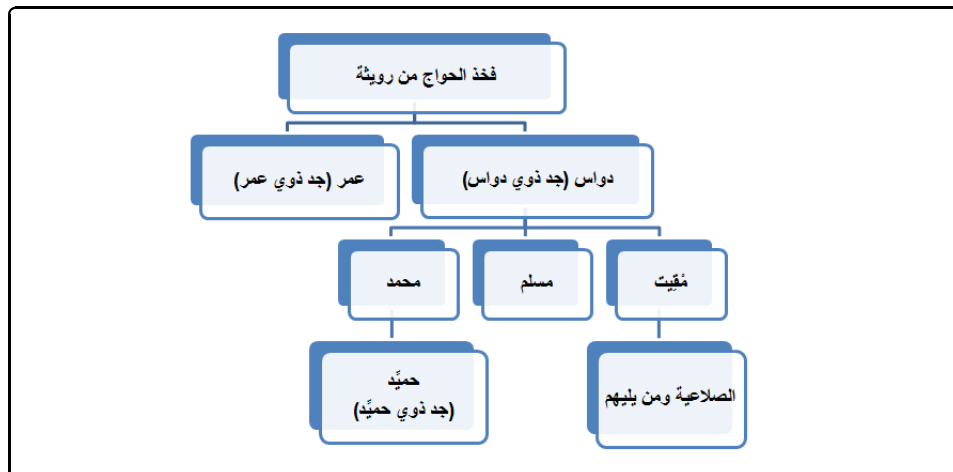 فخذ الحواج من رويثة
دواس (جد ذوي دواس)
عمر (جد ذوي عمر)
مُقِيت
مسلم
محمد
الصلاعية ومن يليهم
حميِّد
(جد ذوي حميِّد)